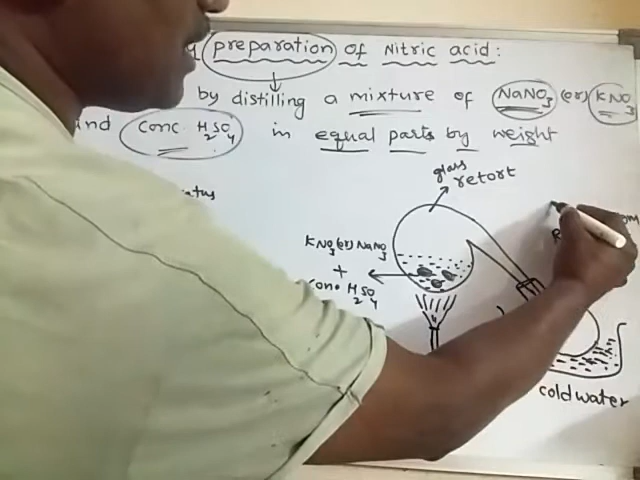 preparation of Nitric acid:
by distilling a mixture of NaNO3 (or) KNO3
and conc H2SO4 in equal parts by weight
glass
retort
KNO3 (or) NaNO3
+
Conc H2SO4
cold water